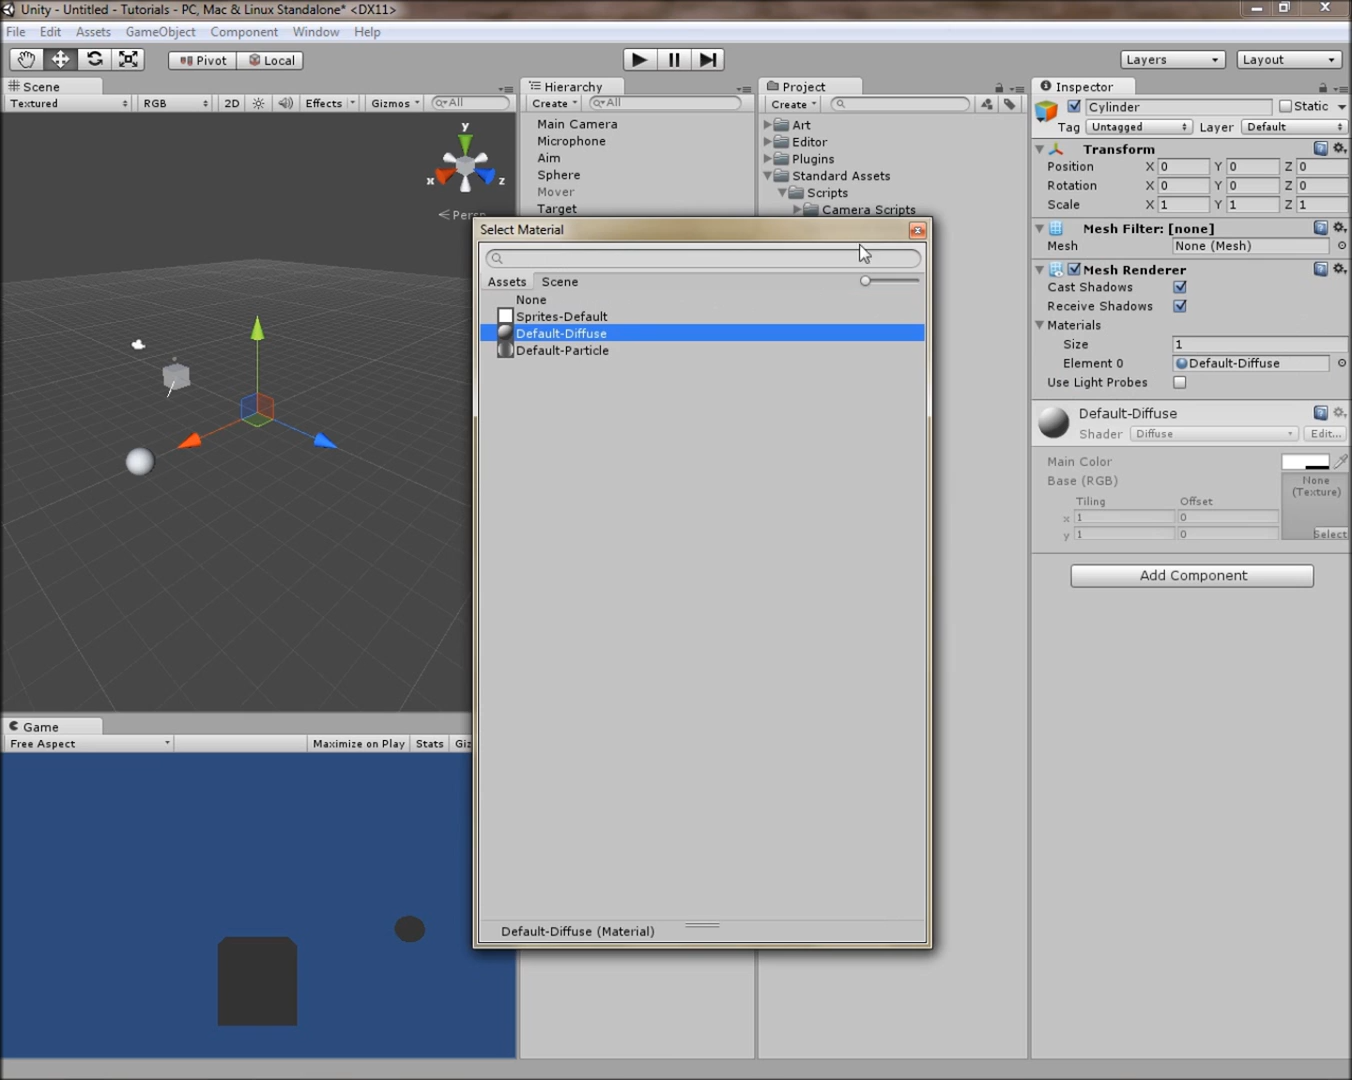 Unity - Untitled - Tutorials - PC, Mac & Linux Standalone* <DX11>
File Edit Assets GameObject Component Window Help
Pivot Local Layers Layout
Scene
Textured RGB 2D Effects Gizmos All
y
x z
Persp
Hierarchy
Create All
Main Camera
Microphone
Aim
Sphere
Mover
Target
Project
Create
Art
Editor
Plugins
Standard Assets
Scripts
Camera Scripts
Select Material
Assets Scene
None
Sprites-Default
Default-Diffuse
Default-Particle
Default-Diffuse (Material)
Game
Free Aspect Maximize on Play Stats Giz
Inspector
Cylinder Static
Tag Untagged Layer Default
Transform
Position X 0 Y 0 Z 0
Rotation X 0 Y 0 Z 0
Scale X 1 Y 1 Z 1
Mesh Filter: [none]
Mesh None (Mesh)
Mesh Renderer
Cast Shadows
Receive Shadows
Materials
Size 1
Element 0 Default-Diffuse
Use Light Probes
Default-Diffuse
Shader Diffuse Edit...
Main Color
Base (RGB) None
(Texture)
Tiling Offset
x 1 0
y 1 0 Select
Add Component